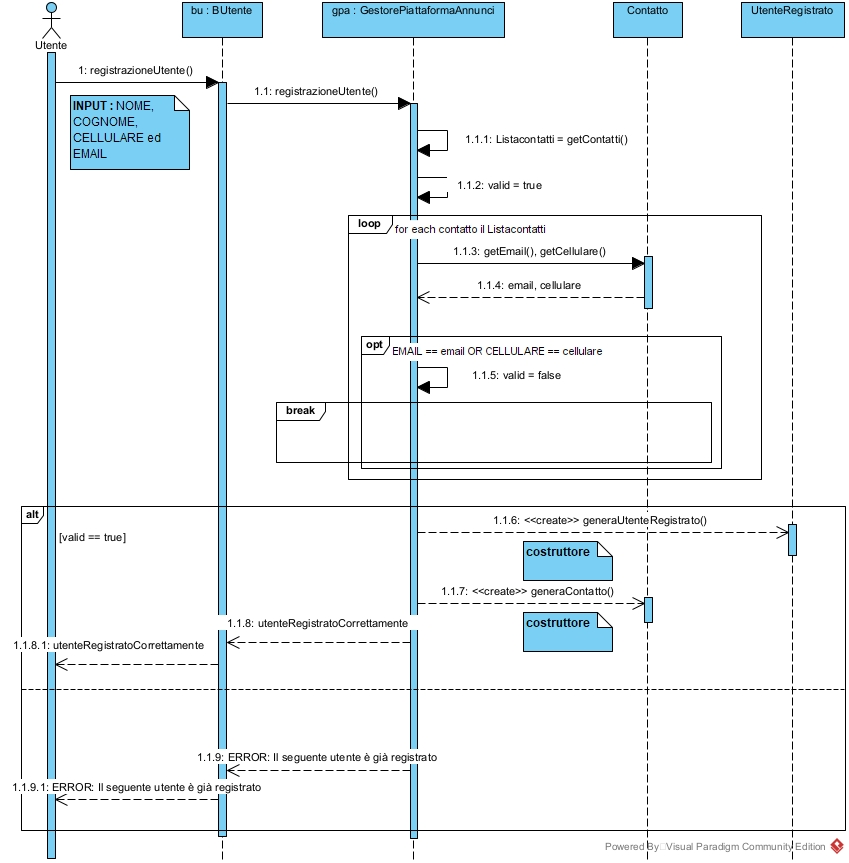 Utente
bu : BUtente
gpa : GestorePiattaformaAnnunci
Contatto
UtenteRegistrato
1: registrazioneUtente()
INPUT : NOME,
COGNOME,
CELLULARE ed
EMAIL
1.1: registrazioneUtente()
1.1.1: Listacontatti = getContatti()
1.1.2: valid = true
loop
for each contatto il Listacontatti
1.1.3: getEmail(), getCellulare()
1.1.4: email, cellulare
opt
EMAIL == email OR CELLULARE == cellulare
1.1.5: valid = false
break
alt
[valid == true]
1.1.6: <<create>> generaUtenteRegistrato()
costruttore
1.1.7: <<create>> generaContatto()
costruttore
1.1.8: utenteRegistratoCorrettamente
1.1.8.1: utenteRegistratoCorrettamente
1.1.9: ERROR: Il seguente utente è già registrato
1.1.9.1: ERROR: Il seguente utente è già registrato
Powered By Visual Paradigm Community Edition